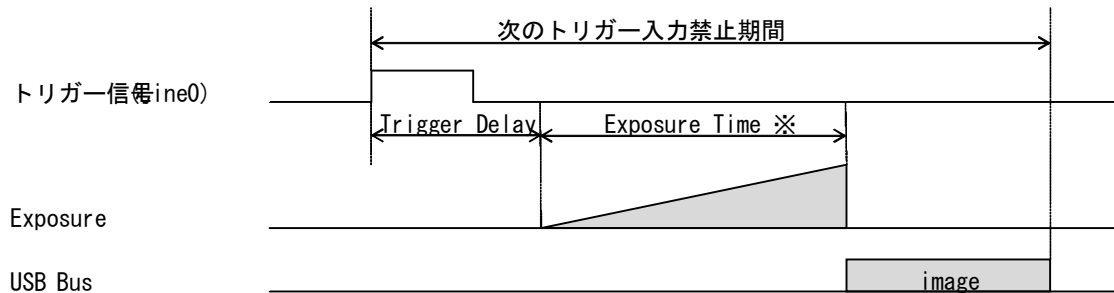 次のトリガー入力禁止期間
トリガー信号(Line0)
Trigger Delay
Exposure Time ※
Exposure
USB Bus
image